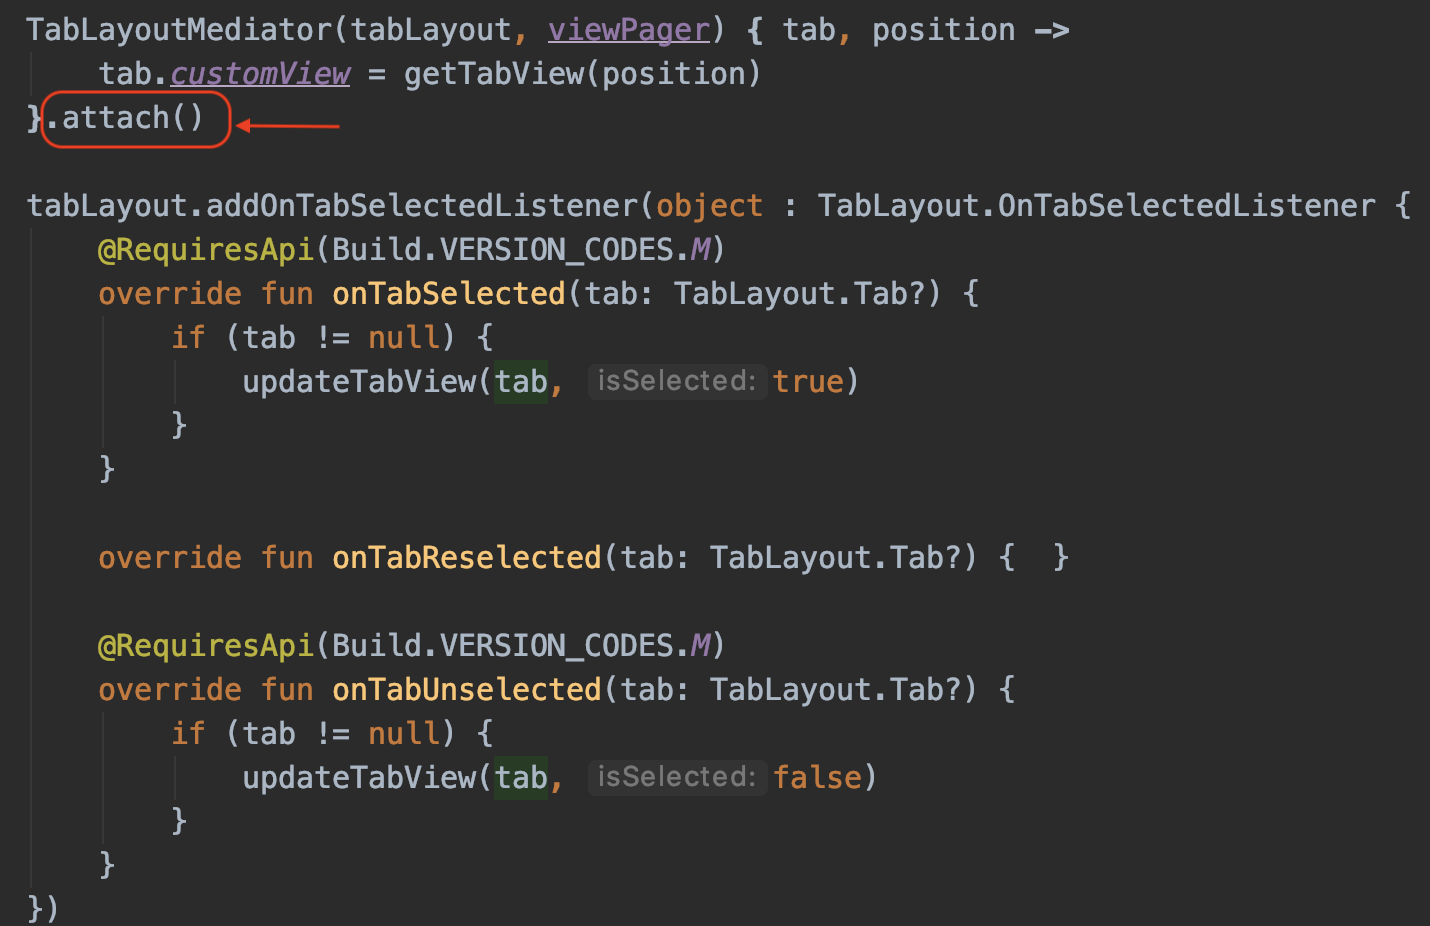 TabLayoutMediator(tabLayout, viewPager) { tab, position ->
    tab.customView = getTabView(position)
}.attach()
tabLayout.addOnTabSelectedListener(object : TabLayout.OnTabSelectedListener {
    @RequiresApi(Build.VERSION_CODES.M)
    override fun onTabSelected(tab: TabLayout.Tab?) {
        if (tab != null) {
            updateTabView(tab, isSelected: true)
        }
    }
    override fun onTabReselected(tab: TabLayout.Tab?) {  }
    @RequiresApi(Build.VERSION_CODES.M)
    override fun onTabUnselected(tab: TabLayout.Tab?) {
        if (tab != null) {
            updateTabView(tab, isSelected: false)
        }
    }
})